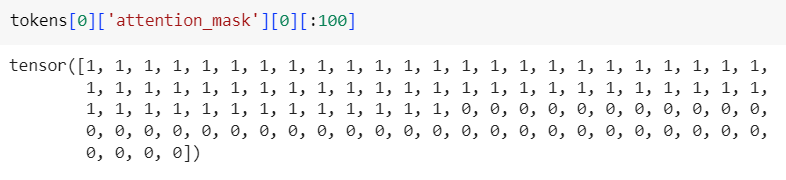 tokens[0]['attention_mask'][0][:100]
tensor([1, 1, 1, 1, 1, 1, 1, 1, 1, 1, 1, 1, 1, 1, 1, 1, 1, 1, 1, 1, 1, 1, 1, 1,
1, 1, 1, 1, 1, 1, 1, 1, 1, 1, 1, 1, 1, 1, 1, 1, 1, 1, 1, 1, 1, 1, 1, 1,
1, 1, 1, 1, 1, 1, 1, 1, 1, 1, 1, 1, 1, 0, 0, 0, 0, 0, 0, 0, 0, 0, 0, 0,
0, 0, 0, 0, 0, 0, 0, 0, 0, 0, 0, 0, 0, 0, 0, 0, 0, 0, 0, 0, 0, 0, 0, 0,
0, 0, 0, 0])